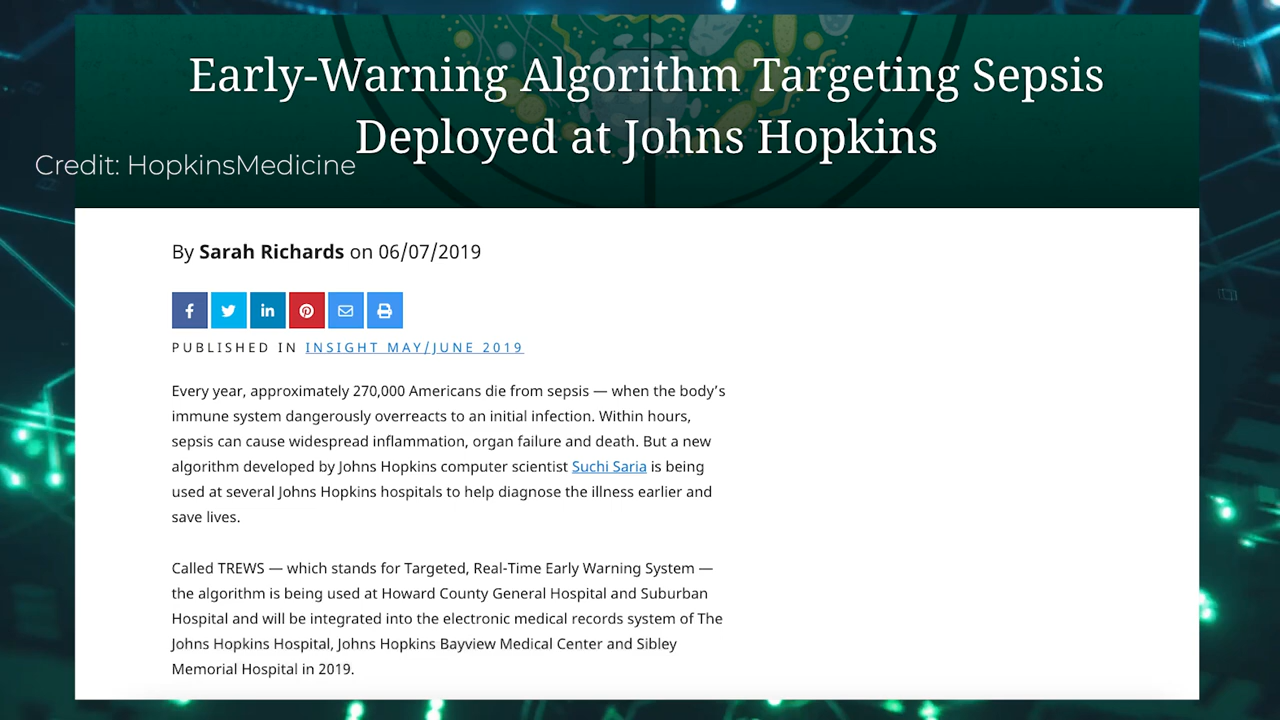 Early-Warning Algorithm Targeting Sepsis
Deployed at Johns Hopkins
Credit: HopkinsMedicine
By Sarah Richards on 06/07/2019
PUBLISHED IN INSIGHT MAY/JUNE 2019
Every year, approximately 270,000 Americans die from sepsis — when the body's
immune system dangerously overreacts to an initial infection. Within hours,
sepsis can cause widespread inflammation, organ failure and death. But a new
algorithm developed by Johns Hopkins computer scientist Suchi Saria is being
used at several Johns Hopkins hospitals to help diagnose the illness earlier and
save lives.
Called TREWS — which stands for Targeted, Real-Time Early Warning System —
the algorithm is being used at Howard County General Hospital and Suburban
Hospital and will be integrated into the electronic medical records system of The
Johns Hopkins Hospital, Johns Hopkins Bayview Medical Center and Sibley
Memorial Hospital in 2019.